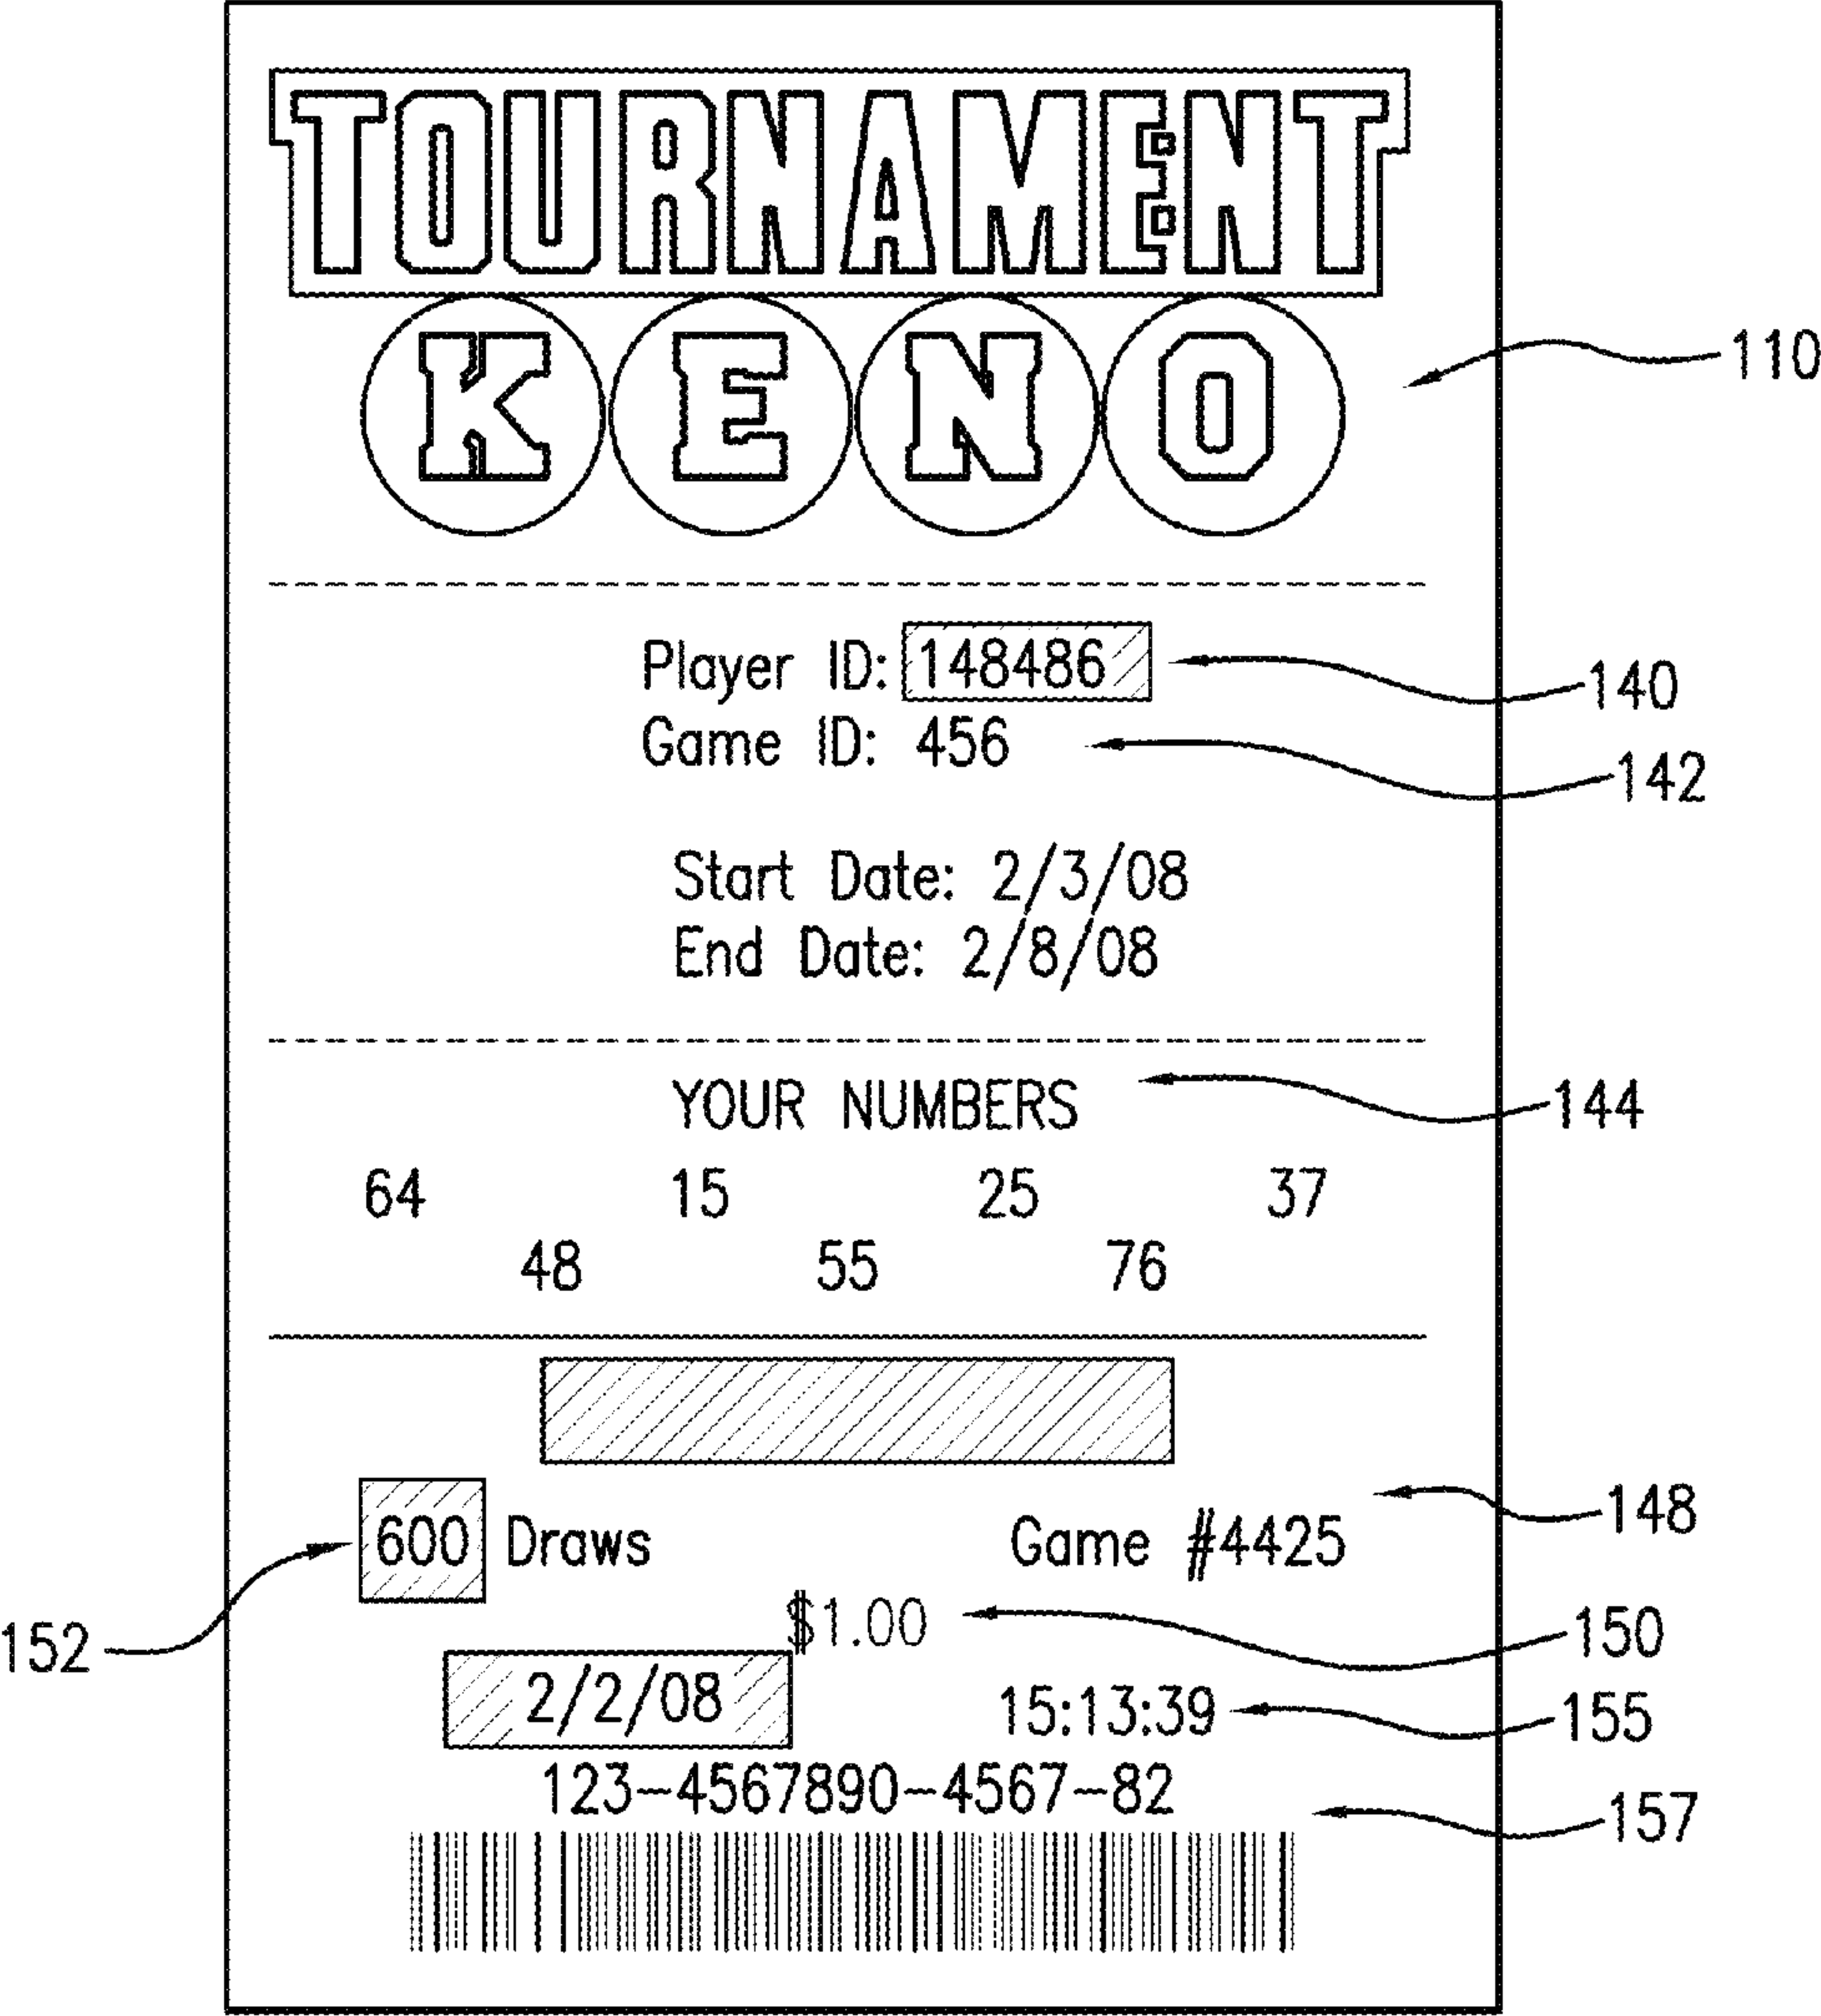 TOURNAMENT
KENO
110
Player ID: 148486
140
Game ID: 456
142
Start Date: 2/3/08
End Date: 2/8/08
YOUR NUMBERS
144
64 15 25 37
48 55 76
148
600 Draws Game #4425
152
$1.00
150
2/2/08 15:13:39
155
123-4567890-4567-82
157